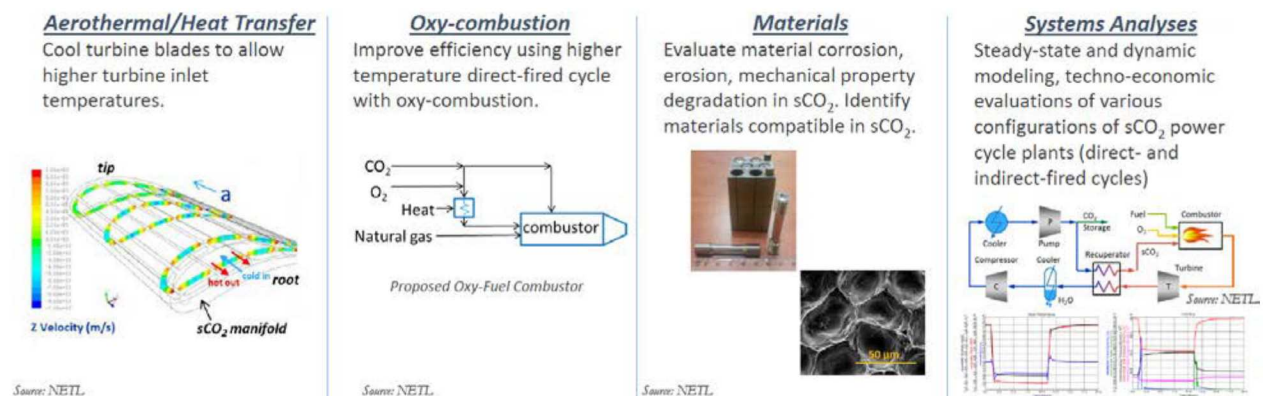 Aerothermal/Heat Transfer
Cool turbine blades to allow
higher turbine inlet
temperatures.
tip
a
cold in
hot out
root
sCO₂ manifold
Z Velocity (m/s)
Source: NETL
Oxy-combustion
Improve efficiency using higher
temperature direct-fired cycle
with oxy-combustion.
CO₂
O₂
Heat
Natural gas
combustor
Proposed Oxy-Fuel Combustor
Source: NETL
Materials
Evaluate material corrosion,
erosion, mechanical property
degradation in sCO₂. Identify
materials compatible in sCO₂.
50 µm
Source: NETL
Systems Analyses
Steady-state and dynamic
modeling, techno-economic
evaluations of various
configurations of sCO₂ power
cycle plants (direct- and
indirect-fired cycles)
Cooler
P
Pump
CO₂
Storage
Fuel
O₂
Combustor
sCO₂
Compressor
Cooler
Recuperator
Turbine
C
H₂O
T
Source: NETL.